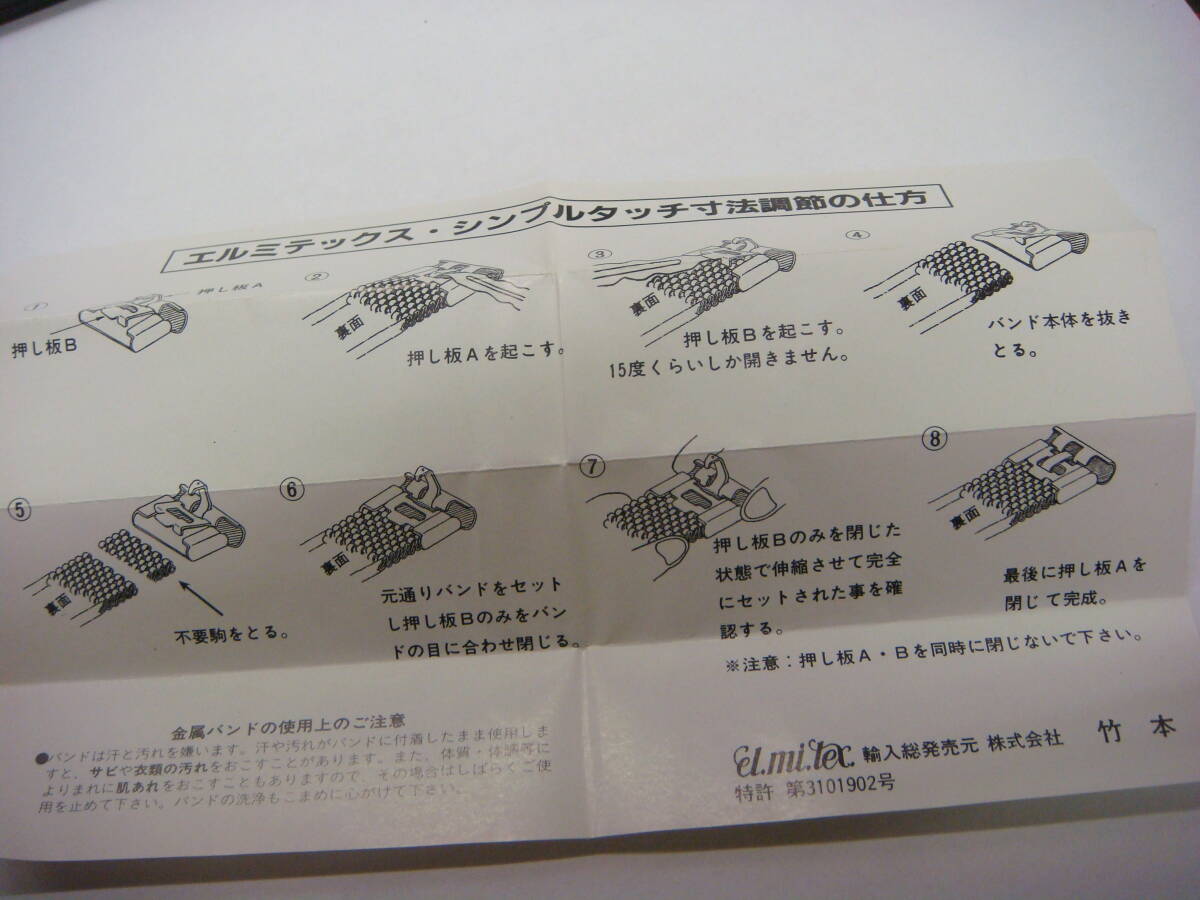 エルミテックス・シンプルタッチ寸法調節の仕方
①
押し板A
押し板B
②
裏面
押し板Aを起こす。
③
裏面
押し板Bを起こす。
15度くらいしか開きません。
④
裏面
バンド本体を抜き
とる。
⑤
裏面
不要駒をとる。
⑥
裏面
元通りバンドをセット
し押し板Bのみをバン
ドの目に合わせ閉じる。
⑦
押し板Bのみを閉じた
状態で伸縮させて完全
にセットされた事を確
認する。
⑧
裏面
最後に押し板Aを
閉じて完成。
※注意：押し板A・Bを同時に閉じないで下さい。
金属バンドの使用上のご注意
●バンドは汗と汚れを嫌います。汗や汚れがバンドに付着したまま使用しま
すと、サビや衣類の汚れをおこすことがあります。また、体質・体調等に
よりまれに肌あれをおこすこともありますので、その場合はしばらくご使
用を止めて下さい。バンドの洗浄もこまめに心がけて下さい。
el.mi.tex. 輸入総発売元 株式会社 竹本
特許 第3101902号